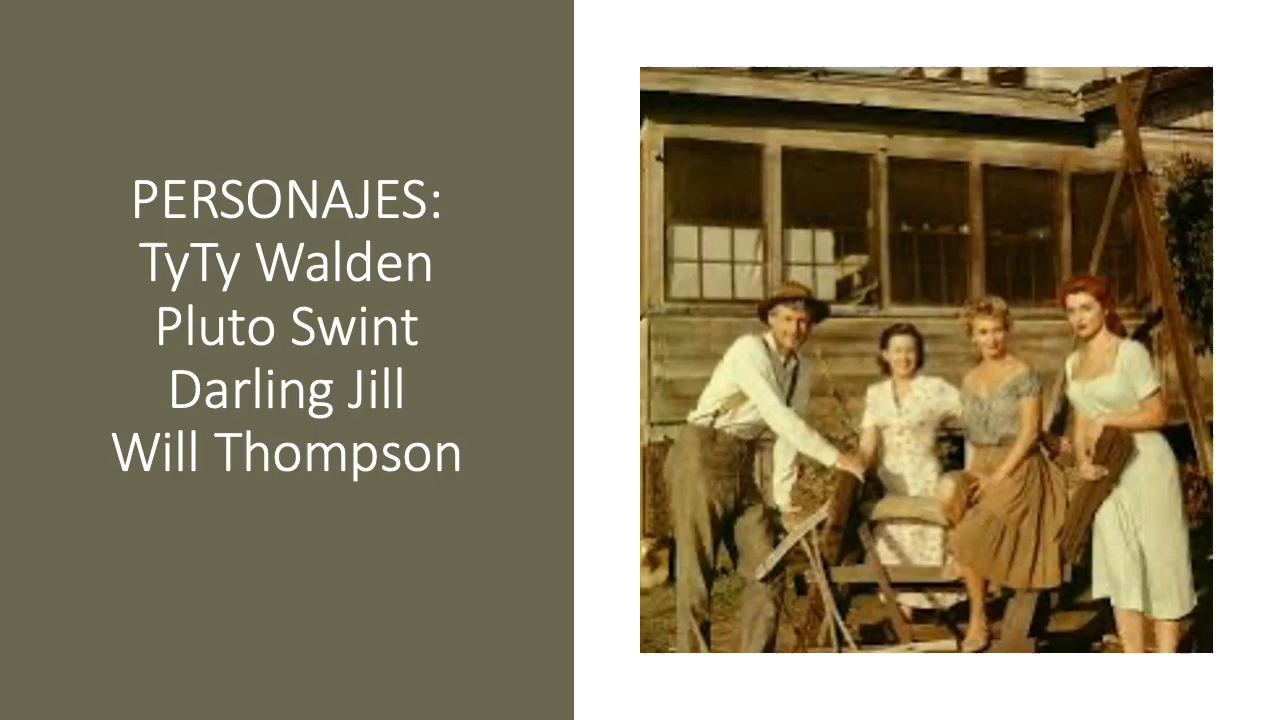 PERSONAJES:
TyTy Walden
Pluto Swint
Darling Jill
Will Thompson